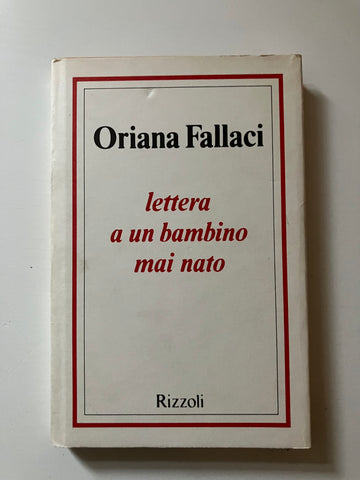 Oriana Fallaci
lettera
a un bambino
mai nato
Rizzoli